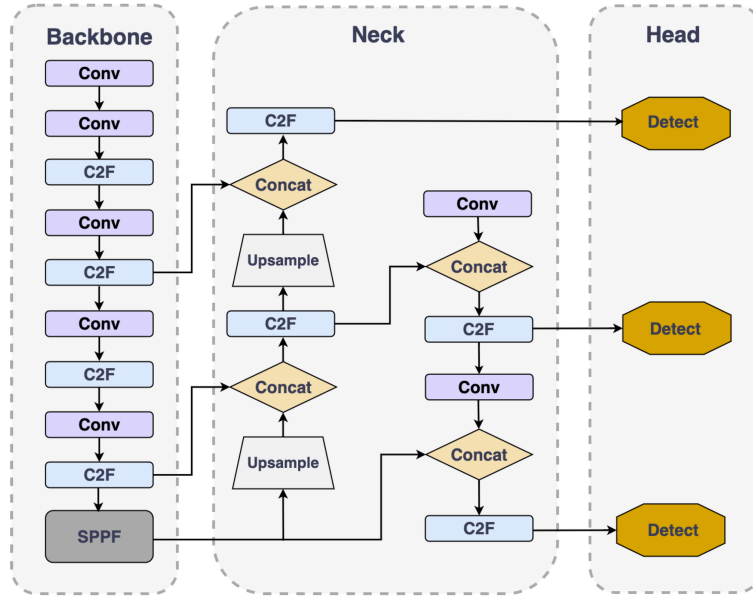 Backbone
Conv
Conv
C2F
Conv
C2F
Conv
C2F
Conv
C2F
SPPF
Neck
C2F
Concat
Upsample
C2F
Concat
Upsample
Conv
Concat
C2F
Conv
Concat
C2F
Head
Detect
Detect
Detect